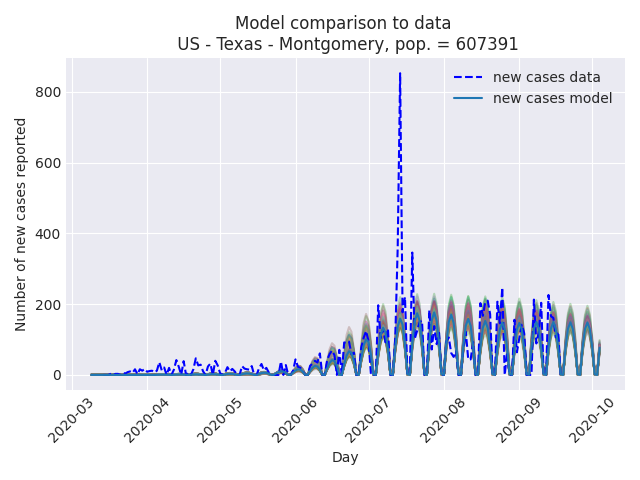 Model comparison to data
US - Texas - Montgomery, pop. = 607391
new cases data
new cases model
Number of new cases reported
800
600
400
200
0
2020-03
2020-04
2020-05
2020-06
2020-07
2020-08
2020-09
2020-10
Day